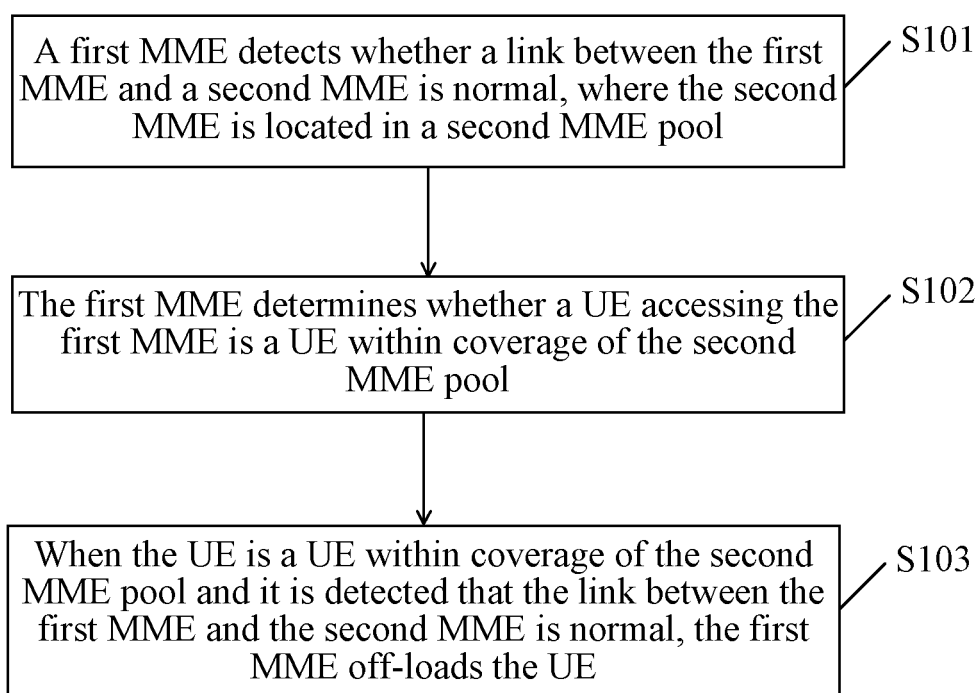 A first MME detects whether a link between the first
MME and a second MME is normal, where the second
MME is located in a second MME pool
S101
The first MME determines whether a UE accessing the
first MME is a UE within coverage of the second
MME pool
S102
When the UE is a UE within coverage of the second
MME pool and it is detected that the link between the
first MME and the second MME is normal, the first
MME off-loads the UE
S103